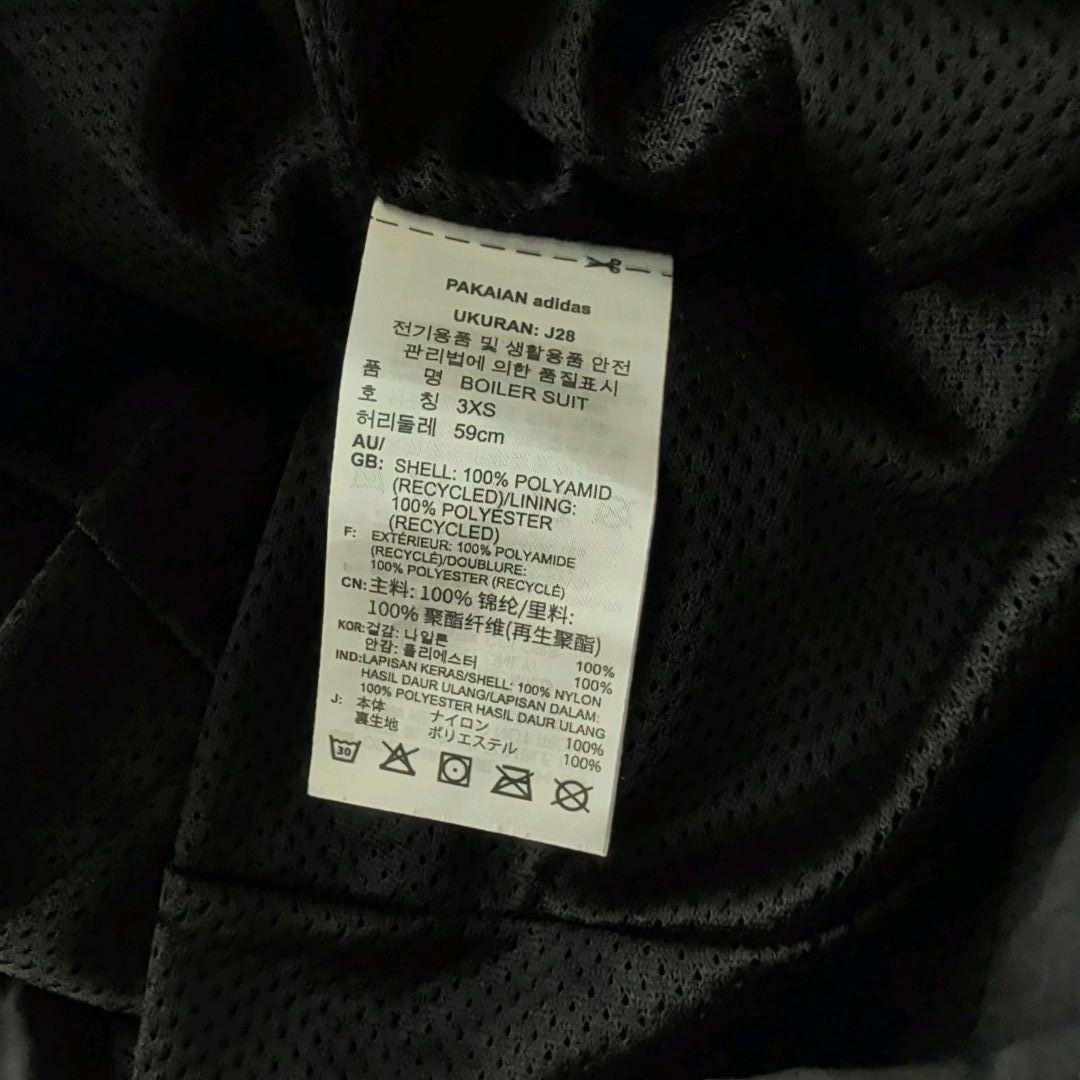 PAKAIAN adidas
UKURAN: J28
전기용품 및 생활용품 안전
관리법에 의한 품질표시
품 명 BOILER SUIT
호 칭 3XS
허리둘레 59cm
AU/
GB: SHELL: 100% POLYAMID
(RECYCLED)/LINING:
100% POLYESTER
(RECYCLED)
F: EXTÉRIEUR: 100% POLYAMIDE
(RECYCLÉ)/DOUBLURE:
100% POLYESTER (RECYCLÉ)
CN: 主料: 100% 锦纶/里料:
100% 聚酯纤维(再生聚酯)
KOR: 겉감: 나일론 100%
안감: 폴리에스터 100%
IND: LAPISAN KERAS/SHELL: 100% NYLON
HASIL DAUR ULANG/LAPISAN DALAM:
100% POLYESTER HASIL DAUR ULANG
J: 本体 ナイロン 100%
裏生地 ポリエステル 100%
30